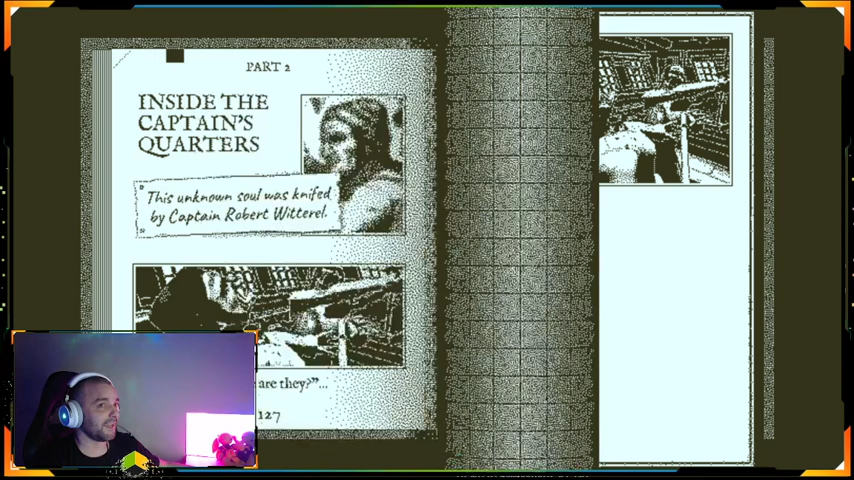 PART 2
INSIDE THE
CAPTAIN'S
QUARTERS
This unknown soul was knifed
by Captain Robert Witterel.
are they?"...
127